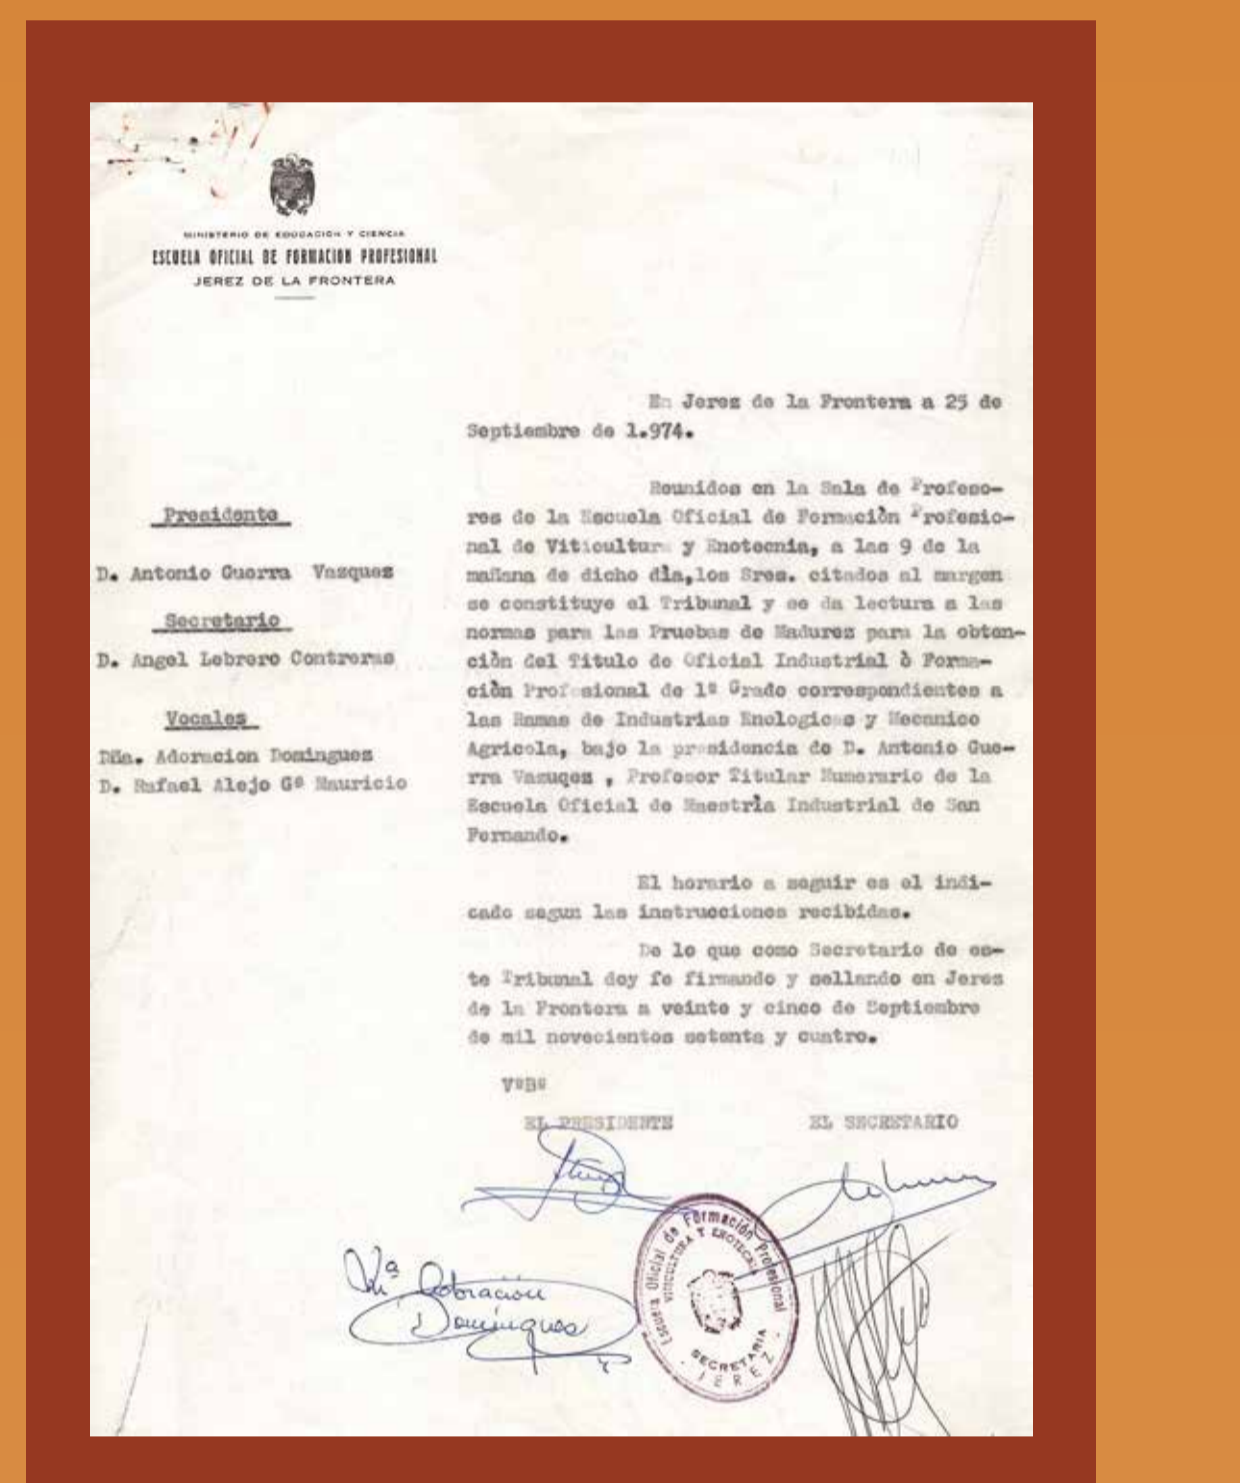 MINISTERIO DE EDUCACION Y CIENCIA
ESCUELA OFICIAL DE FORMACION PROFESIONAL
JEREZ DE LA FRONTERA
En Jerez de la Frontera a 25 de
Septiembre de 1.974.
Presidente
D. Antonio Guerra Vazquez
Secretario
D. Angel Lebrero Contreras
Vocales
Dña. Adoracion Dominguez
D. Rafael Alejo Gª Mauricio
Reunidos en la Sala de Profeso-
res de la Escuela Oficial de Formaciòn Profesio-
nal de Viticultura y Enotecnia, a las 9 de la
mañana de dicho dìa,los Sres. citados al margen
se constituye el Tribunal y se da lectura a las
normas para las Pruebas de Madurez para la obten-
ciòn del Titulo de Oficial Industrial ò Forma-
ciòn Profesional de 1º Grado correspondientes a
las Ramas de Industrias Enologicas y Mecanico
Agricola, bajo la presidencia de D. Antonio Gue-
rra Vazuqez , Profesor Titular Numerario de la
Escuela Oficial de Maestrìa Industrial de San
Fernando.
El horario a seguir es el indi-
cado segun las instrucciones recibidas.
De lo que como Secretario de es-
te Tribunal doy fe firmando y sellando en Jerez
de la Frontera a veinte y cinco de Septiembre
de mil novecientos setenta y cuatro.
VºBº
EL PRESIDENTE EL SECRETARIO
Mª Adoración
Dominguez
Escuela Oficial de Formación Profesional
VITICULTURA Y ENOTECNIA
SECRETARIA
JEREZ